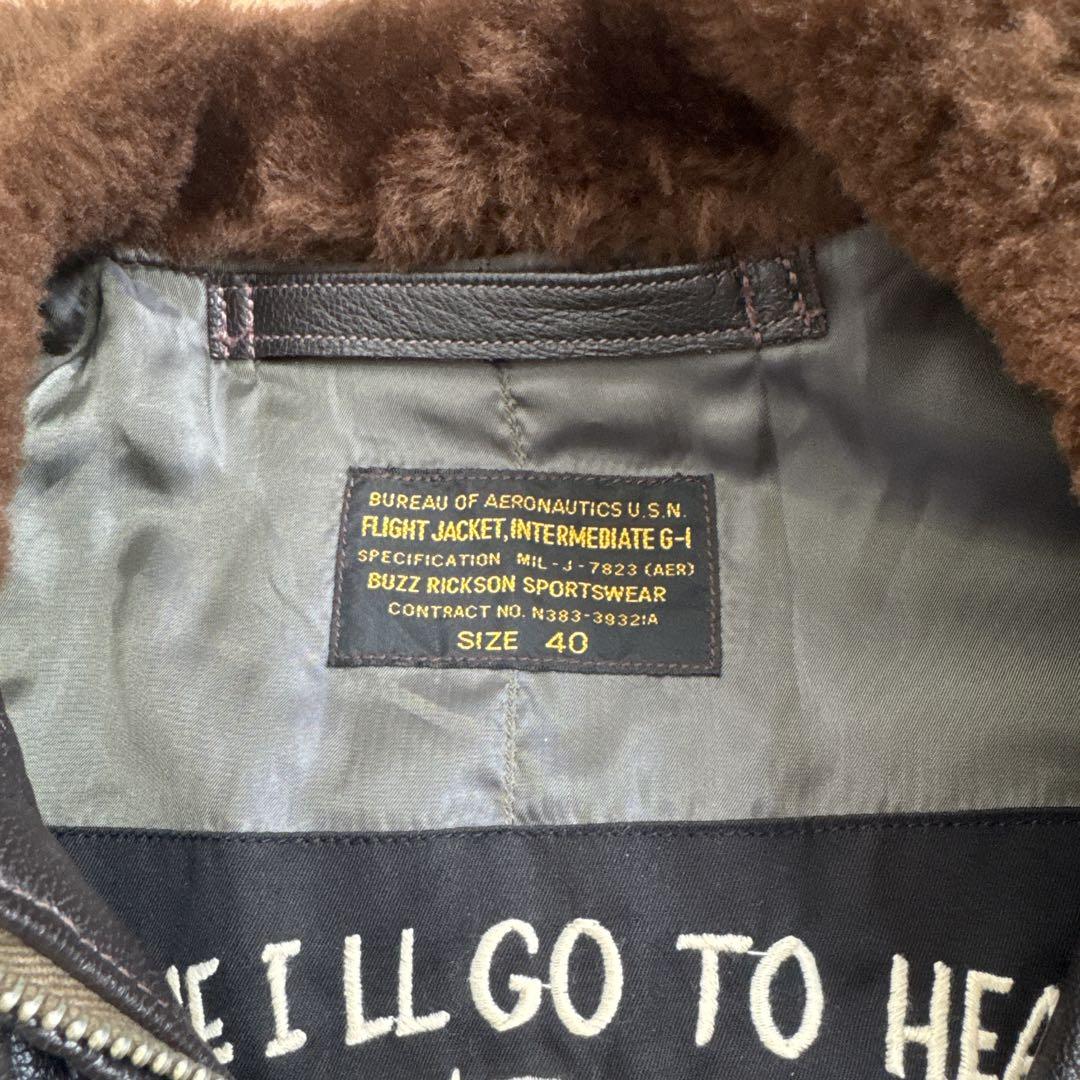 BUREAU OF AERONAUTICS U.S.N.
FLIGHT JACKET, INTERMEDIATE G-1
SPECIFICATION MIL-J-7823 (AER)
BUZZ RICKSON SPORTSWEAR
CONTRACT NO. N383-39321A
SIZE 40
I LL GO TO